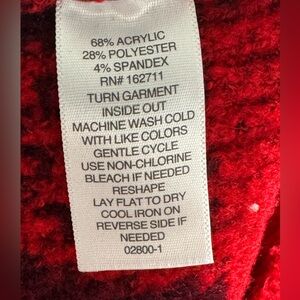 68% ACRYLIC
28% POLYESTER
4% SPANDEX
RN# 162711
TURN GARMENT
INSIDE OUT
MACHINE WASH COLD
WITH LIKE COLORS
GENTLE CYCLE
USE NON-CHLORINE
BLEACH IF NEEDED
RESHAPE
LAY FLAT TO DRY
COOL IRON ON
REVERSE SIDE IF
NEEDED
02800-1